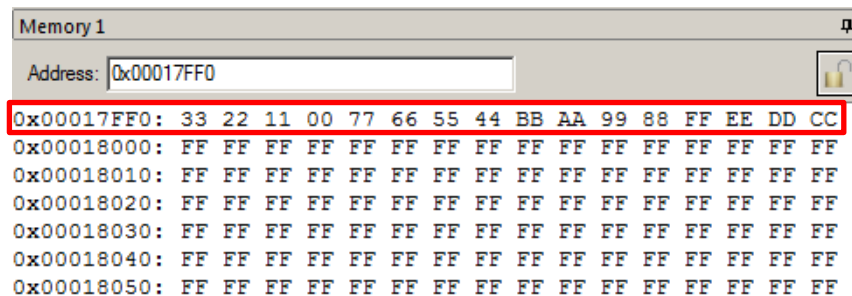 Memory 1
Address: 0x00017FF0
0x00017FF0: 33 22 11 00 77 66 55 44 BB AA 99 88 FF EE DD CC
0x00018000: FF FF FF FF FF FF FF FF FF FF FF FF FF FF FF FF
0x00018010: FF FF FF FF FF FF FF FF FF FF FF FF FF FF FF FF
0x00018020: FF FF FF FF FF FF FF FF FF FF FF FF FF FF FF FF
0x00018030: FF FF FF FF FF FF FF FF FF FF FF FF FF FF FF FF
0x00018040: FF FF FF FF FF FF FF FF FF FF FF FF FF FF FF FF
0x00018050: FF FF FF FF FF FF FF FF FF FF FF FF FF FF FF FF